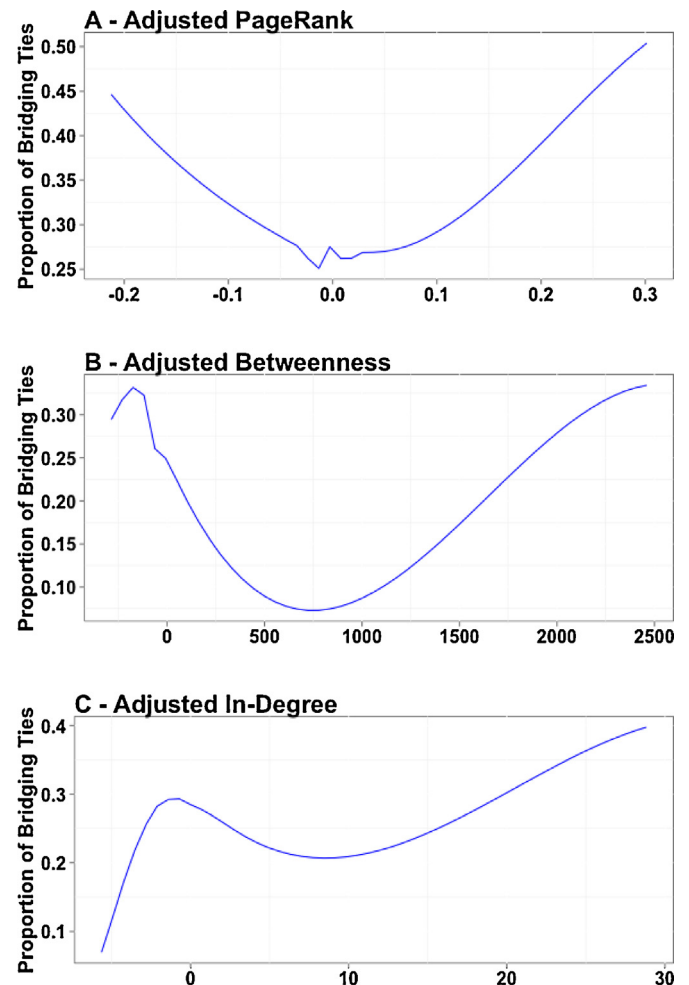 A - Adjusted PageRank
Proportion of Bridging Ties
0.50
0.45
0.40
0.35
0.30
0.25
-0.2 -0.1 0.0 0.1 0.2 0.3
B - Adjusted Betweenness
Proportion of Bridging Ties
0.30
0.25
0.20
0.15
0.10
0 500 1000 1500 2000 2500
C - Adjusted In-Degree
Proportion of Bridging Ties
0.4
0.3
0.2
0.1
0 10 20 30